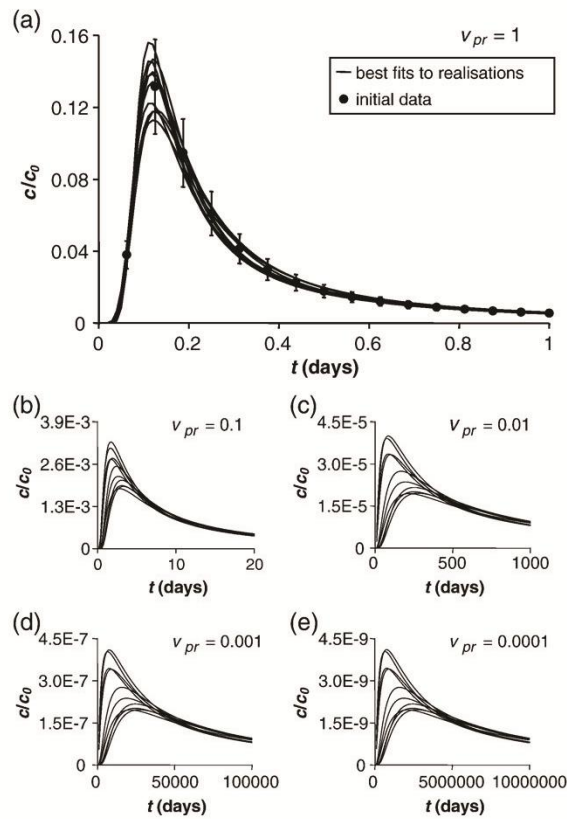 (a)
v pr = 1
best fits to realisations
initial data
0.16
0.12
0.08
0.04
0
c/c0
0 0.2 0.4 0.6 0.8 1
t (days)
(b)
v pr = 0.1
3.9E-3
2.6E-3
1.3E-3
0
c/c0
0 10 20
t (days)
(c)
v pr = 0.01
4.5E-5
3.0E-5
1.5E-5
0
c/c0
0 500 1000
t (days)
(d)
v pr = 0.001
4.5E-7
3.0E-7
1.5E-7
0
c/c0
0 50000 100000
t (days)
(e)
v pr = 0.0001
4.5E-9
3.0E-9
1.5E-9
0
c/c0
0 5000000 10000000
t (days)